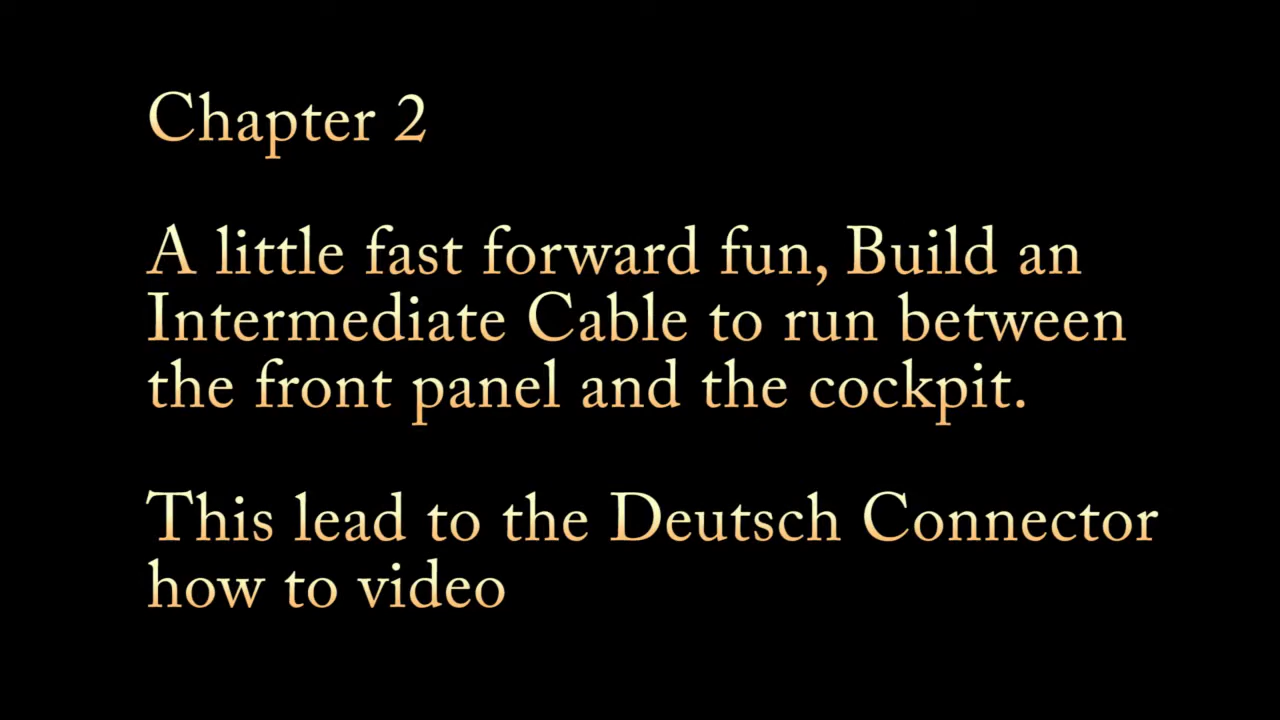 Chapter 2
A little fast forward fun, Build an
Intermediate Cable to run between
the front panel and the cockpit.
This lead to the Deutsch Connector
how to video